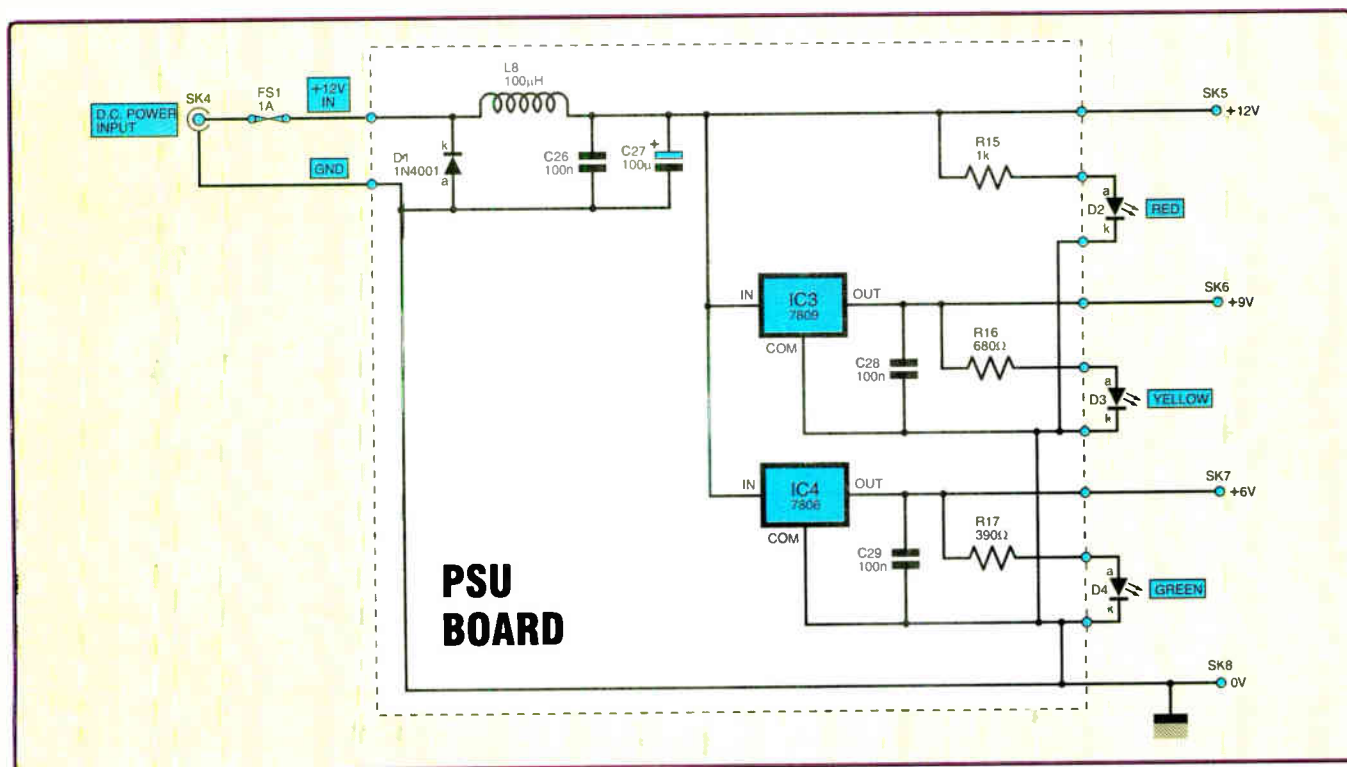 L8
100µH
SK4
FS1
1A
+12V
IN
D.C. POWER
INPUT
GND
SK5
+12V
R15
1k
k
D1
1N4001
a
C26
100n
+
C27
100µ
a
D2
k
RED
IN
IC3
7809
OUT
COM
SK6
+9V
R16
680Ω
C28
100n
a
D3
k
YELLOW
IN
IC4
7806
OUT
COM
SK7
+6V
R17
390Ω
C29
100n
a
D4
k
GREEN
PSU
BOARD
SK8
0V